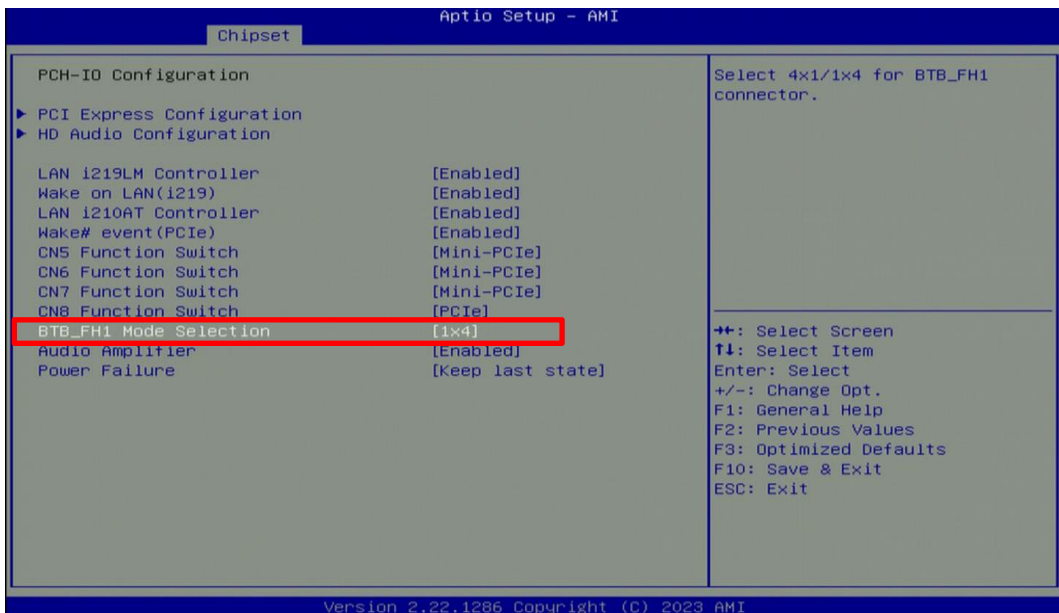 Aptio Setup - AMI
Chipset
PCH-IO Configuration
PCI Express Configuration
HD Audio Configuration
LAN i219LM Controller [Enabled]
Wake on LAN(i219) [Enabled]
LAN i210AT Controller [Enabled]
Wake# event(PCIe) [Enabled]
CN5 Function Switch [Mini-PCIe]
CN6 Function Switch [Mini-PCIe]
CN7 Function Switch [Mini-PCIe]
CN8 Function Switch [PCIe]
BTB_FH1 Mode Selection [1x4]
Audio Amplifier [Enabled]
Power Failure [Keep last state]
Select 4x1/1x4 for BTB_FH1
connector.
→←: Select Screen
↑↓: Select Item
Enter: Select
+/-: Change Opt.
F1: General Help
F2: Previous Values
F3: Optimized Defaults
F10: Save & Exit
ESC: Exit
Version 2.22.1286 Copyright (C) 2023 AMI